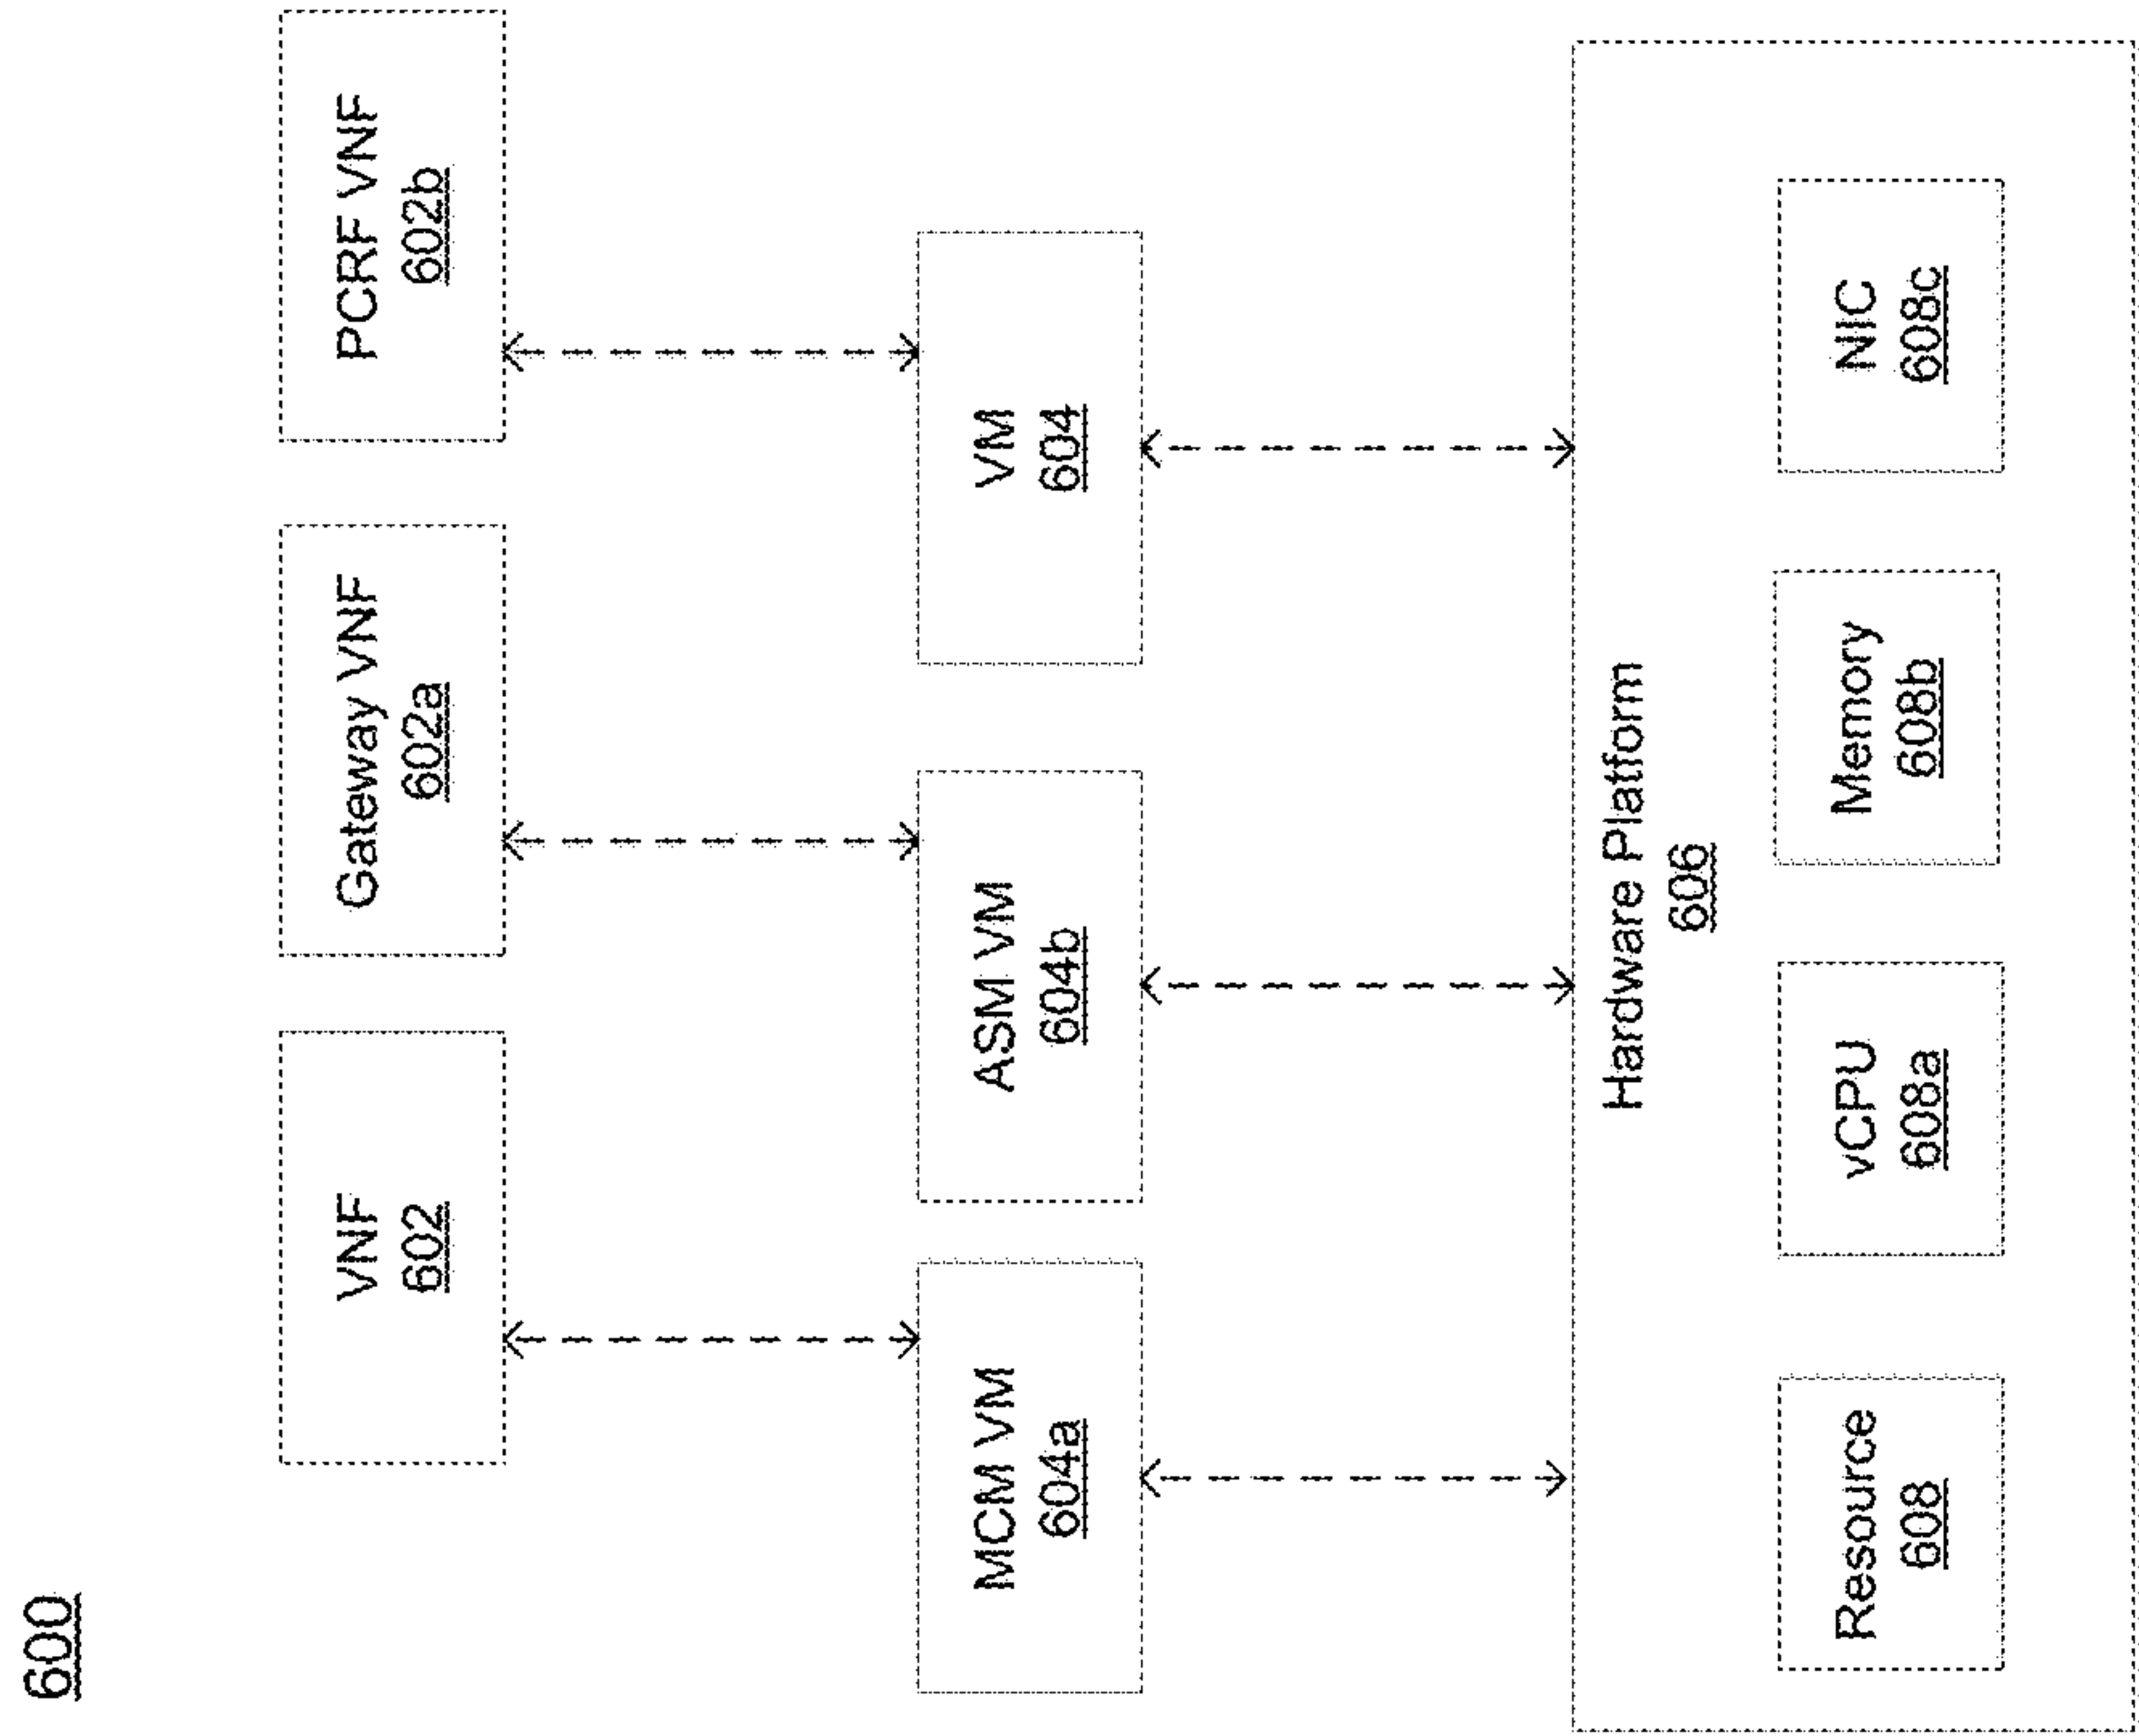 600
VNF
602
Gateway VNF
602a
PCRF VNF
602b
MCM VM
604a
ASM VM
604b
VM
604
Hardware Platform
606
Resource
608
vCPU
608a
Memory
608b
NIC
608c